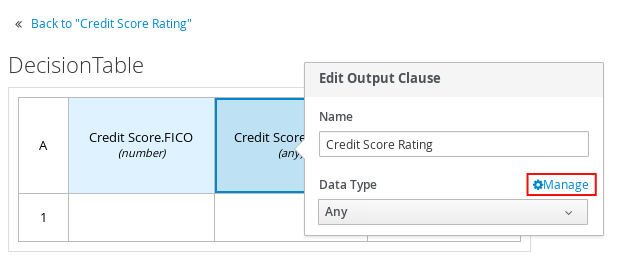 « Back to "Credit Score Rating"
DecisionTable
A
Credit Score.FICO
(number)
Credit Score
(any)
Edit Output Clause
Name
Credit Score Rating
Data Type
Manage
Any
1